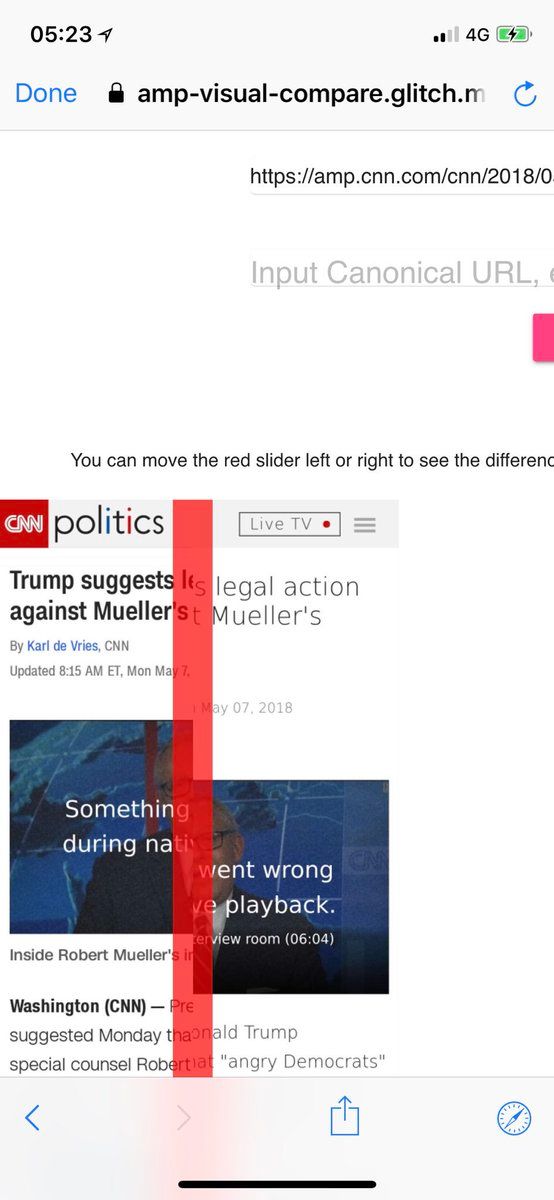 05:23
4G
Done
amp-visual-compare.glitch.m
https://amp.cnn.com/cnn/2018/0
Input Canonical URL, e
You can move the red slider left or right to see the differenc
CNN politics
Live TV
Trump suggests le s legal action
against Mueller's t Mueller's
By Karl de Vries, CNN
Updated 8:15 AM ET, Mon May 7,
May 07, 2018
Something
during nati
went wrong
ve playback.
Inside Robert Mueller's in
terview room (06:04)
Washington (CNN) — Pre
onald Trump
suggested Monday tha
hat "angry Democrats"
special counsel Robert